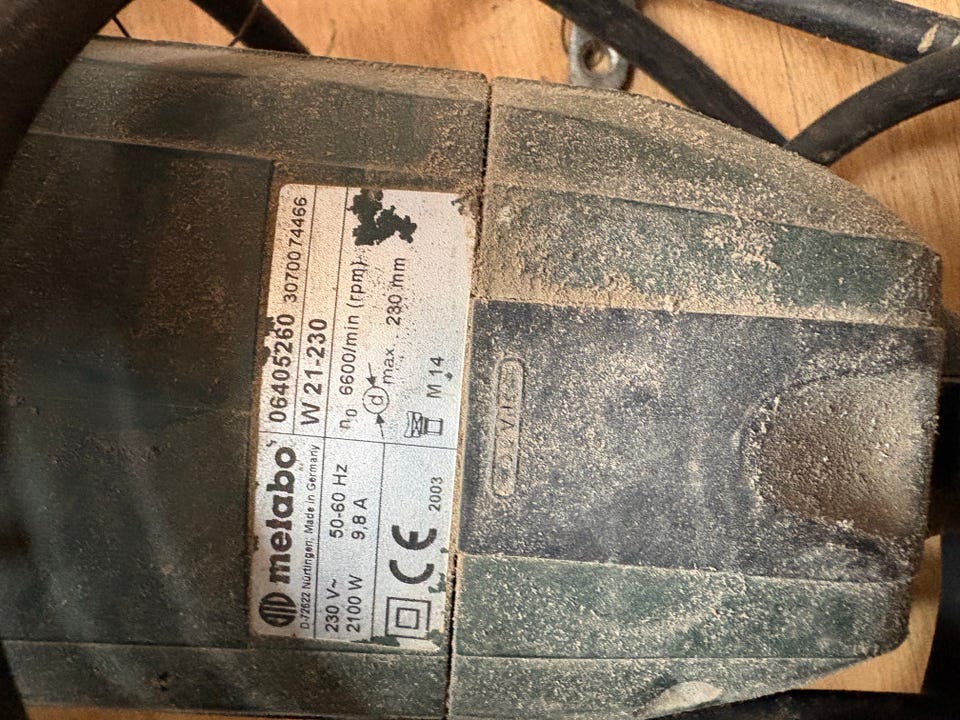 metabo
D-72622 Nürtingen; Made in Germany
06405260 3070074466
W 21-230
230 V~ 50-60 Hz
2100 W 9,8 A
n0 6600/min (rpm)
d max. 230 mm
M 14
CE 2003